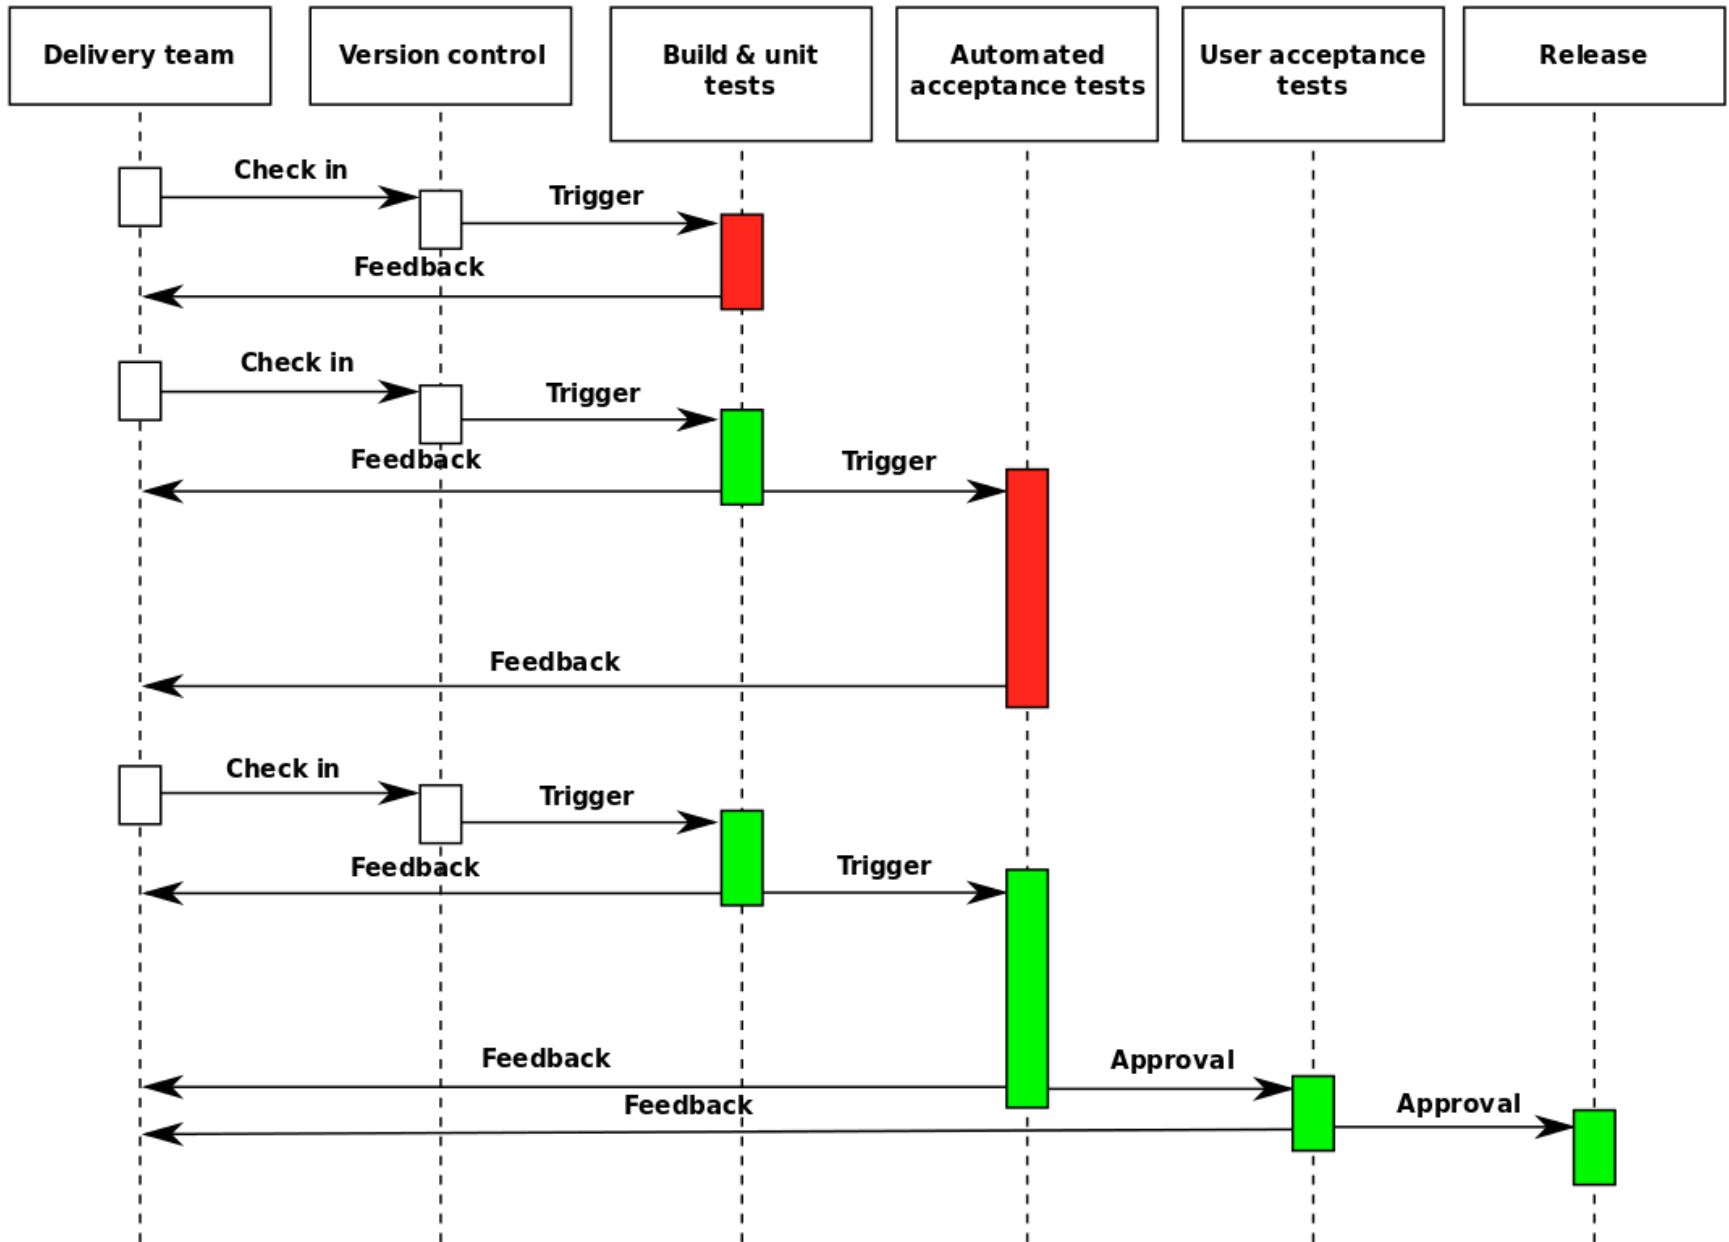 Delivery team
Version control
Build & unit
tests
Automated
acceptance tests
User acceptance
tests
Release
Check in
Trigger
Feedback
Check in
Trigger
Feedback
Trigger
Feedback
Check in
Trigger
Feedback
Trigger
Feedback
Approval
Feedback
Approval